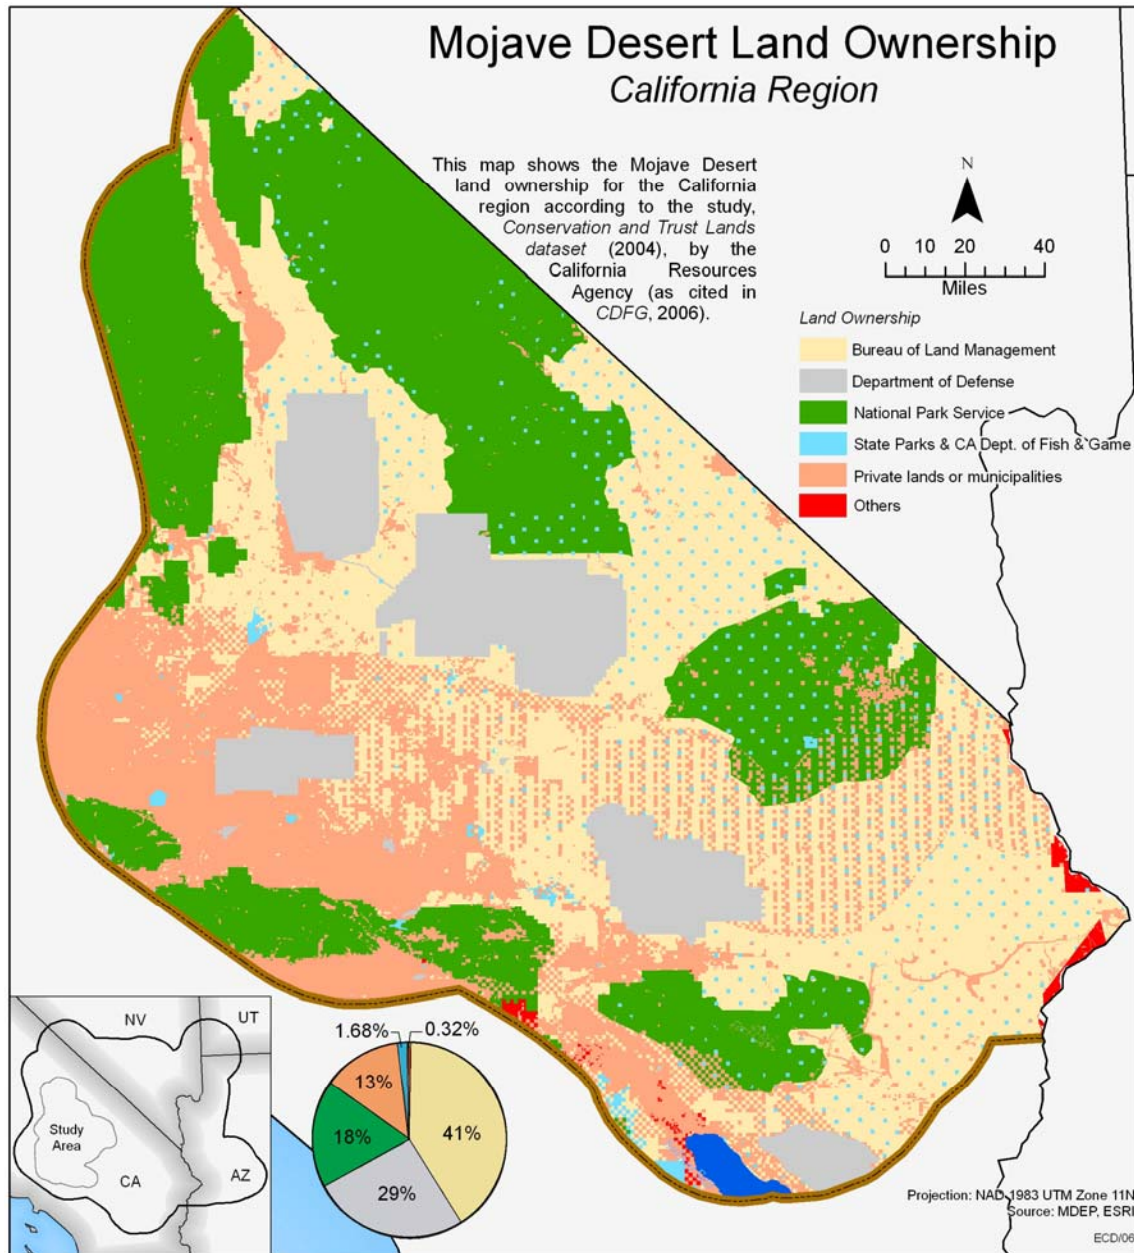 Mojave Desert Land Ownership
California Region
This map shows the Mojave Desert
land ownership for the California
region according to the study,
Conservation and Trust Lands
dataset (2004), by the
California Resources
Agency (as cited in
CDFG, 2006).
N
0 10 20 40
Miles
Land Ownership
Bureau of Land Management
Department of Defense
National Park Service
State Parks & CA Dept. of Fish & Game
Private lands or municipalities
Others
NV
UT
Study
Area
CA
AZ
1.68%
0.32%
13%
18%
41%
29%
Projection: NAD 1983 UTM Zone 11N
Source: MDEP, ESRI
ECD/06